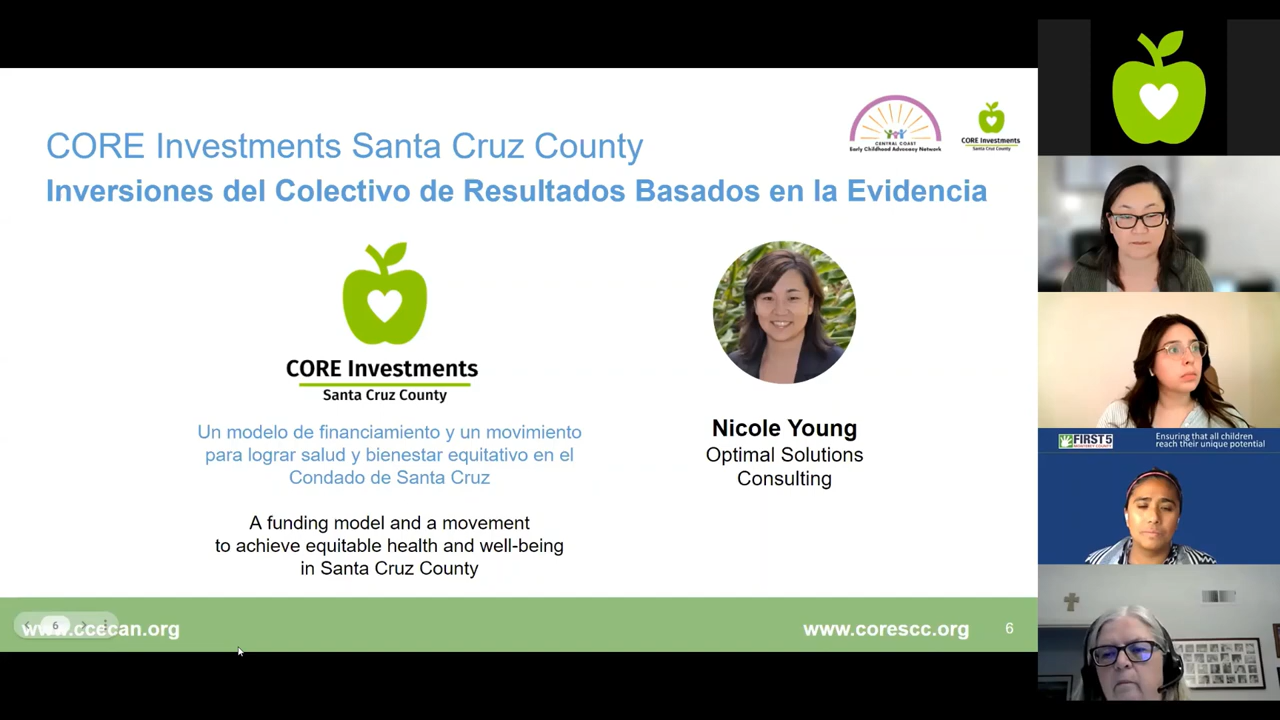 CORE Investments Santa Cruz County
Inversiones del Colectivo de Resultados Basados en la Evidencia
CENTRAL COAST
Early Childhood Advocacy Network
CORE Investments
Santa Cruz County
CORE Investments
Santa Cruz County
Un modelo de financiamiento y un movimiento
para lograr salud y bienestar equitativo en el
Condado de Santa Cruz
A funding model and a movement
to achieve equitable health and well-being
in Santa Cruz County
Nicole Young
Optimal Solutions
Consulting
www.ccecan.org
6
www.corescc.org
6
FIRST 5
MONTEREY COUNTY
Ensuring that all children
reach their unique potential